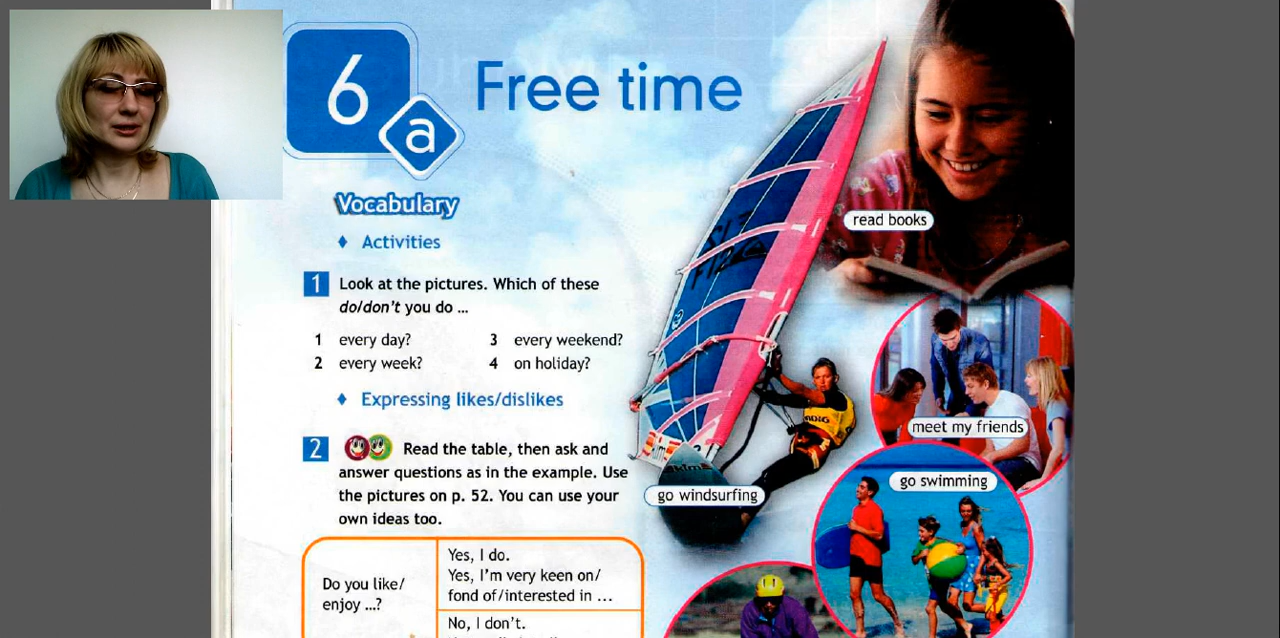 6
a
Free time
Vocabulary
♦ Activities
1 Look at the pictures. Which of these
do/don't you do ...
1 every day?
2 every week?
3 every weekend?
4 on holiday?
♦ Expressing likes/dislikes
2 Read the table, then ask and
answer questions as in the example. Use
the pictures on p. 52. You can use your
own ideas too.
Do you like/
enjoy ...?
Yes, I do.
Yes, I'm very keen on/
fond of/interested in ...
No, I don't.
read books
meet my friends
go swimming
go windsurfing